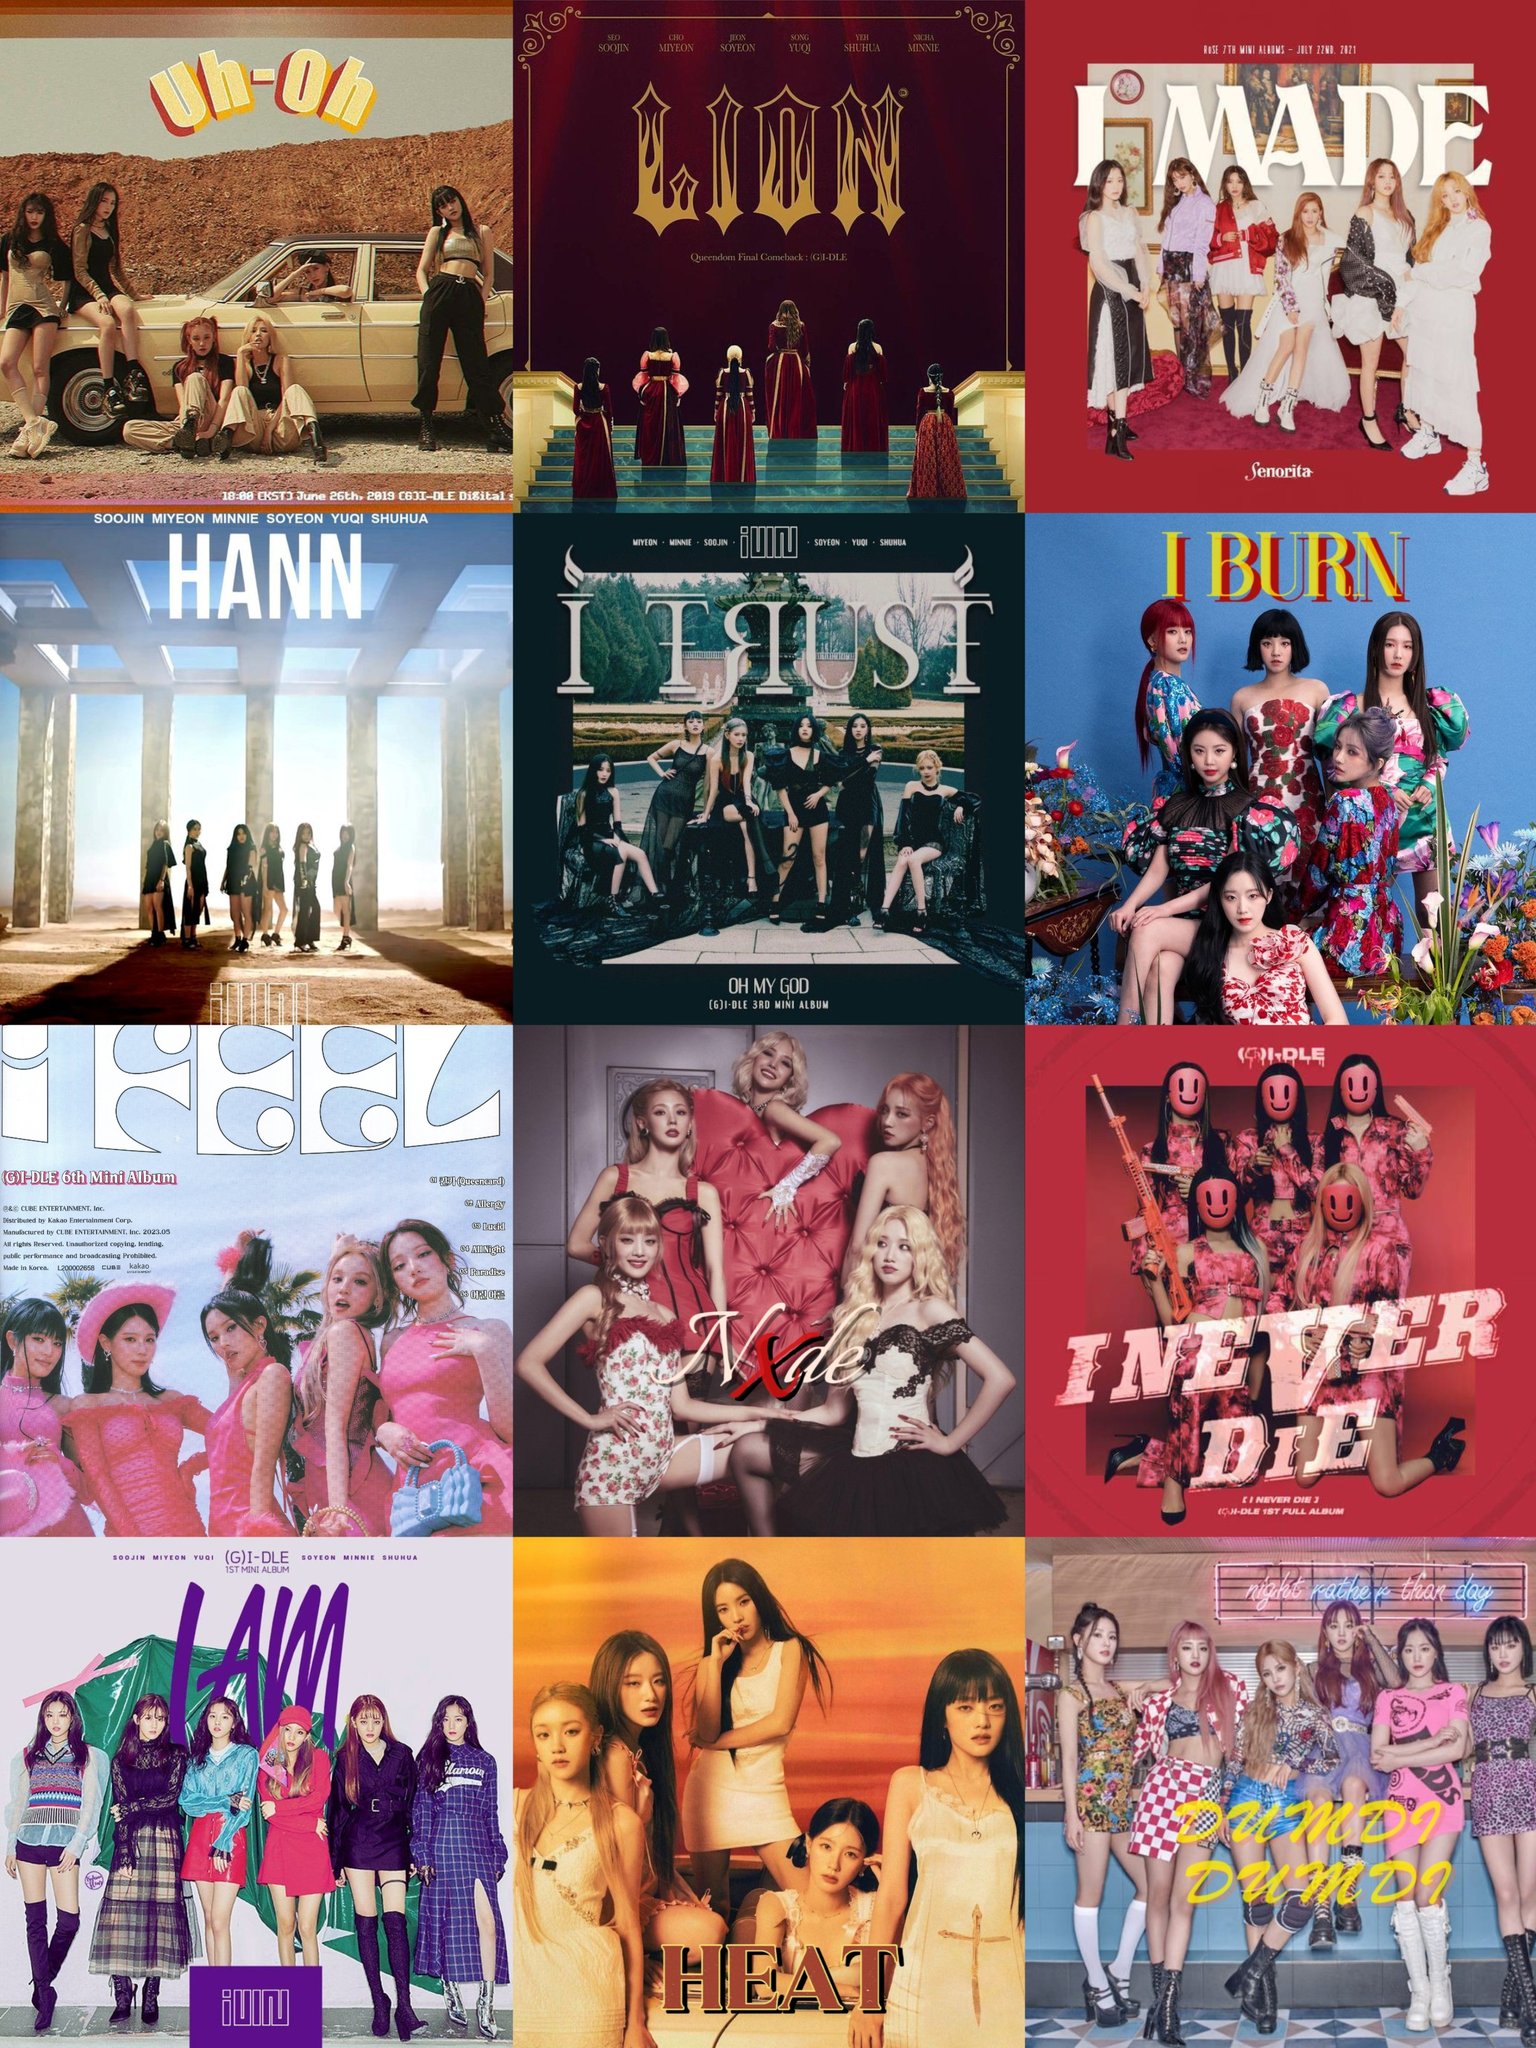 Uh-Oh
18:00 (KST) June 26th, 2019 (G)I-DLE Digital s
SEO SOOJIN
CHO MIYEON
JEON SOYEON
SONG YUQI
YEH SHUHUA
NICHA MINNIE
LION
Queendom Final Comeback : (G)I-DLE
ROSE 7TH MINI ALBUMS - JULY 22ND, 2021
I MADE
Senorita
SOOJIN MIYEON MINNIE SOYEON YUQI SHUHUA
HANN
MIYEON · MINNIE · SOOJIN · · SOYEON · YUQI · SHUHUA
I TRUST
OH MY GOD
(G)I-DLE 3RD MINI ALBUM
I BURN
I FEEL
(G)I-DLE 6th Mini Album
℗&© CUBE ENTERTAINMENT, Inc.
Distributed by Kakao Entertainment Corp.
Manufactured by CUBE ENTERTAINMENT, Inc. 2023.05
All rights Reserved. Unauthorized copying, lending,
public performance and broadcasting Prohibited.
Made in Korea. L200002658 CUBE kakao
01 퀸카 (Queencard)
02 Allergy
03 Lucid
04 All Night
05 Paradise
06 어린 어른
Nxde
(G)I-DLE
I NEVER
DIE
[ I NEVER DIE ]
(G)I-DLE 1ST FULL ALBUM
SOOJIN MIYEON YUQI (G)I-DLE SOYEON MINNIE SHUHUA
1ST MINI ALBUM
I AM
Glamour
HEAT
night rather than day
DUMDI
DUMDI